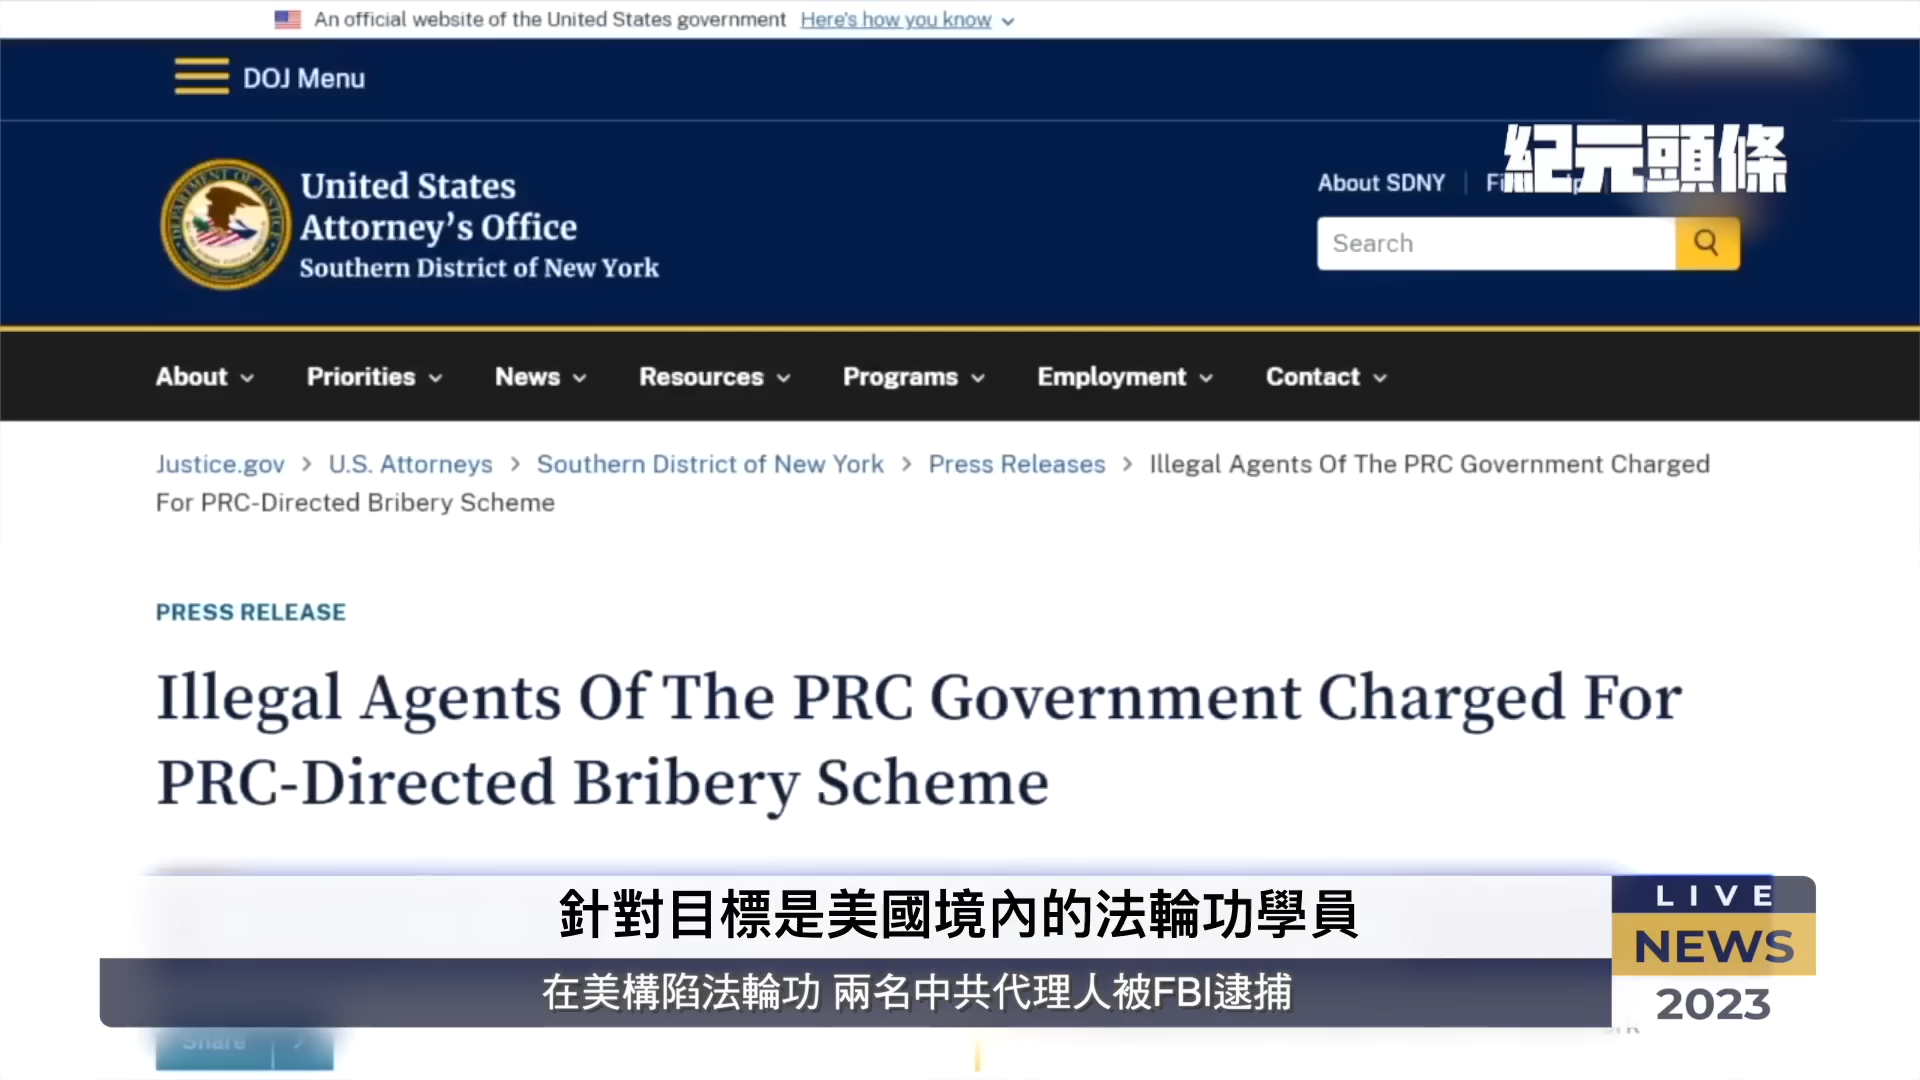 An official website of the United States government Here's how you know
DOJ Menu
紀元頭條
United States
Attorney's Office
Southern District of New York
About SDNY
Search
About Priorities News Resources Programs Employment Contact
Justice.gov > U.S. Attorneys > Southern District of New York > Press Releases > Illegal Agents Of The PRC Government Charged
For PRC-Directed Bribery Scheme
PRESS RELEASE
Illegal Agents Of The PRC Government Charged For
PRC-Directed Bribery Scheme
針對目標是美國境內的法輪功學員
LIVE
NEWS
2023
在美構陷法輪功 兩名中共代理人被FBI逮捕
Share